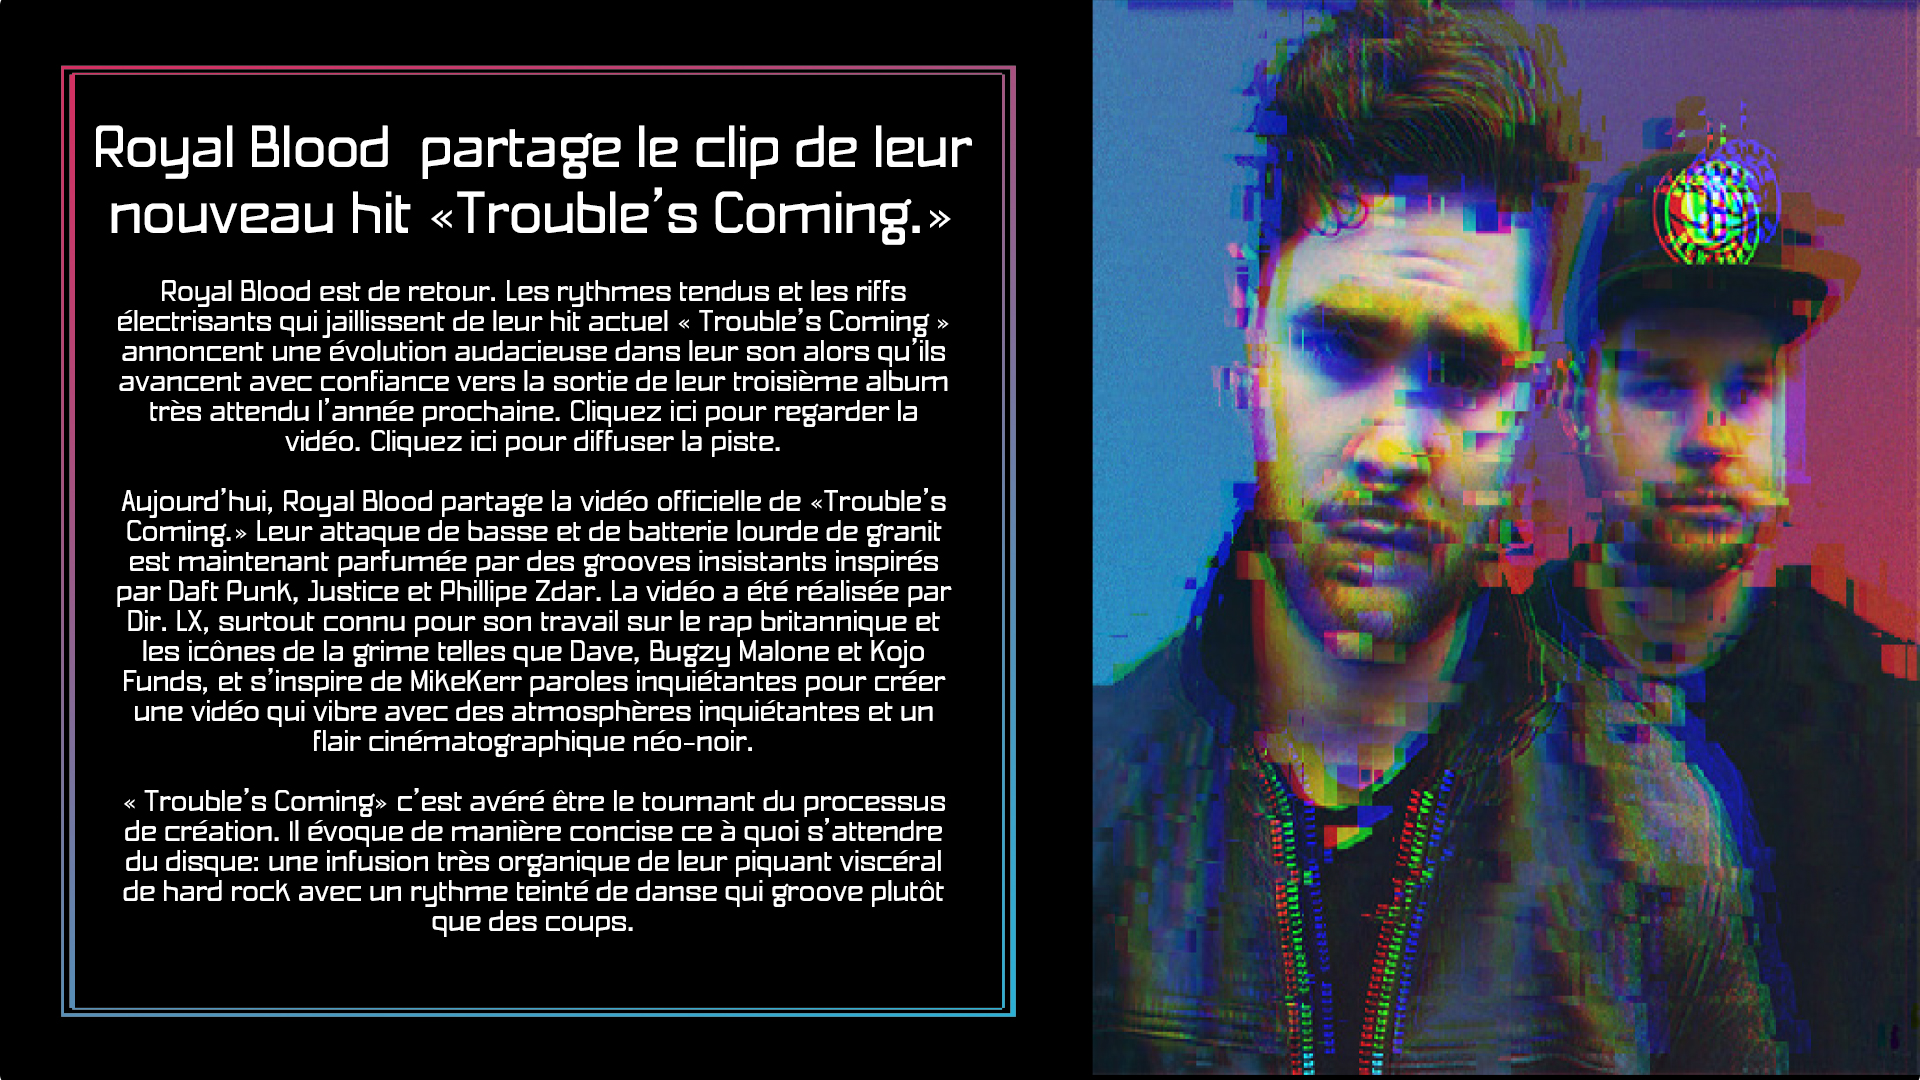 Royal Blood  partage le clip de leur
nouveau hit «Trouble’s Coming.»
Royal Blood est de retour. Les rythmes tendus et les riffs
électrisants qui jaillissent de leur hit actuel « Trouble’s Coming »
annoncent une évolution audacieuse dans leur son alors qu’ils
avancent avec confiance vers la sortie de leur troisième album
très attendu l’année prochaine. Cliquez ici pour regarder la
vidéo. Cliquez ici pour diffuser la piste.
Aujourd’hui, Royal Blood partage la vidéo officielle de «Trouble’s
Coming.» Leur attaque de basse et de batterie lourde de granit
est maintenant parfumée par des grooves insistants inspirés
par Daft Punk, Justice et Phillipe Zdar. La vidéo a été réalisée par
Dir. LX, surtout connu pour son travail sur le rap britannique et
les icônes de la grime telles que Dave, Bugzy Malone et Kojo
Funds, et s’inspire de MikeKerr paroles inquiétantes pour créer
une vidéo qui vibre avec des atmosphères inquiétantes et un
flair cinématographique néo-noir.
« Trouble’s Coming» c’est avéré être le tournant du processus
de création. Il évoque de manière concise ce à quoi s’attendre
du disque: une infusion très organique de leur piquant viscéral
de hard rock avec un rythme teinté de danse qui groove plutôt
que des coups.